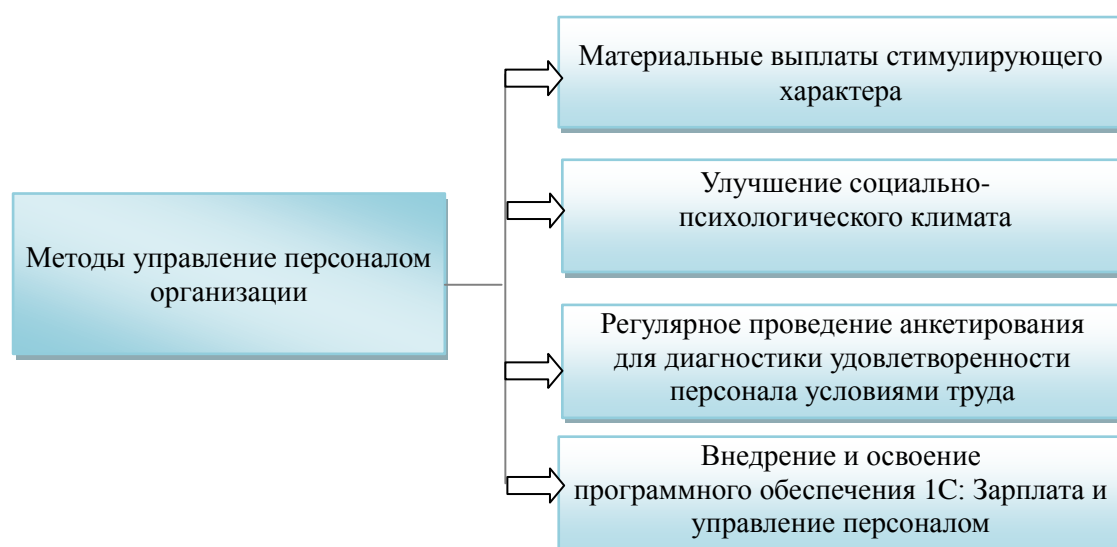 Материальные выплаты стимулирующего
характера
Улучшение социально-
психологического климата
Методы управление персоналом
организации
Регулярное проведение анкетирования
для диагностики удовлетворенности
персонала условиями труда
Внедрение и освоение
программного обеспечения 1С: Зарплата и
управление персоналом